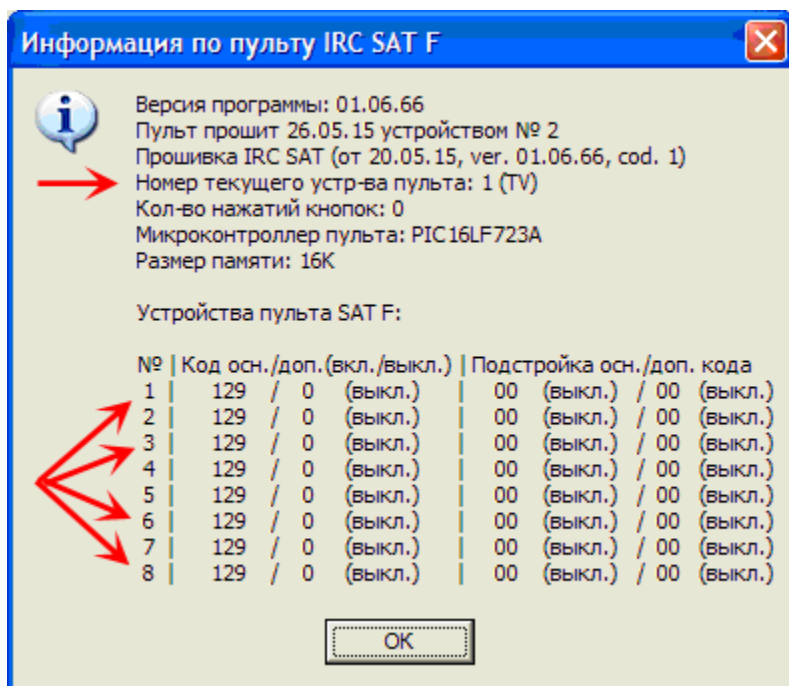 Информация по пульту IRC SAT F
Версия программы: 01.06.66
Пульт прошит 26.05.15 устройством № 2
Прошивка IRC SAT (от 20.05.15, ver. 01.06.66, cod. 1)
Номер текущего устр-ва пульта: 1 (TV)
Кол-во нажатий кнопок: 0
Микроконтроллер пульта: PIC16LF723A
Размер памяти: 16K
Устройства пульта SAT F:
№ | Код осн./доп.(вкл./выкл.) | Подстройка осн./доп. кода
1 | 129 / 0 (выкл.) | 00 (выкл.) / 00 (выкл.)
2 | 129 / 0 (выкл.) | 00 (выкл.) / 00 (выкл.)
3 | 129 / 0 (выкл.) | 00 (выкл.) / 00 (выкл.)
4 | 129 / 0 (выкл.) | 00 (выкл.) / 00 (выкл.)
5 | 129 / 0 (выкл.) | 00 (выкл.) / 00 (выкл.)
6 | 129 / 0 (выкл.) | 00 (выкл.) / 00 (выкл.)
7 | 129 / 0 (выкл.) | 00 (выкл.) / 00 (выкл.)
8 | 129 / 0 (выкл.) | 00 (выкл.) / 00 (выкл.)
OK